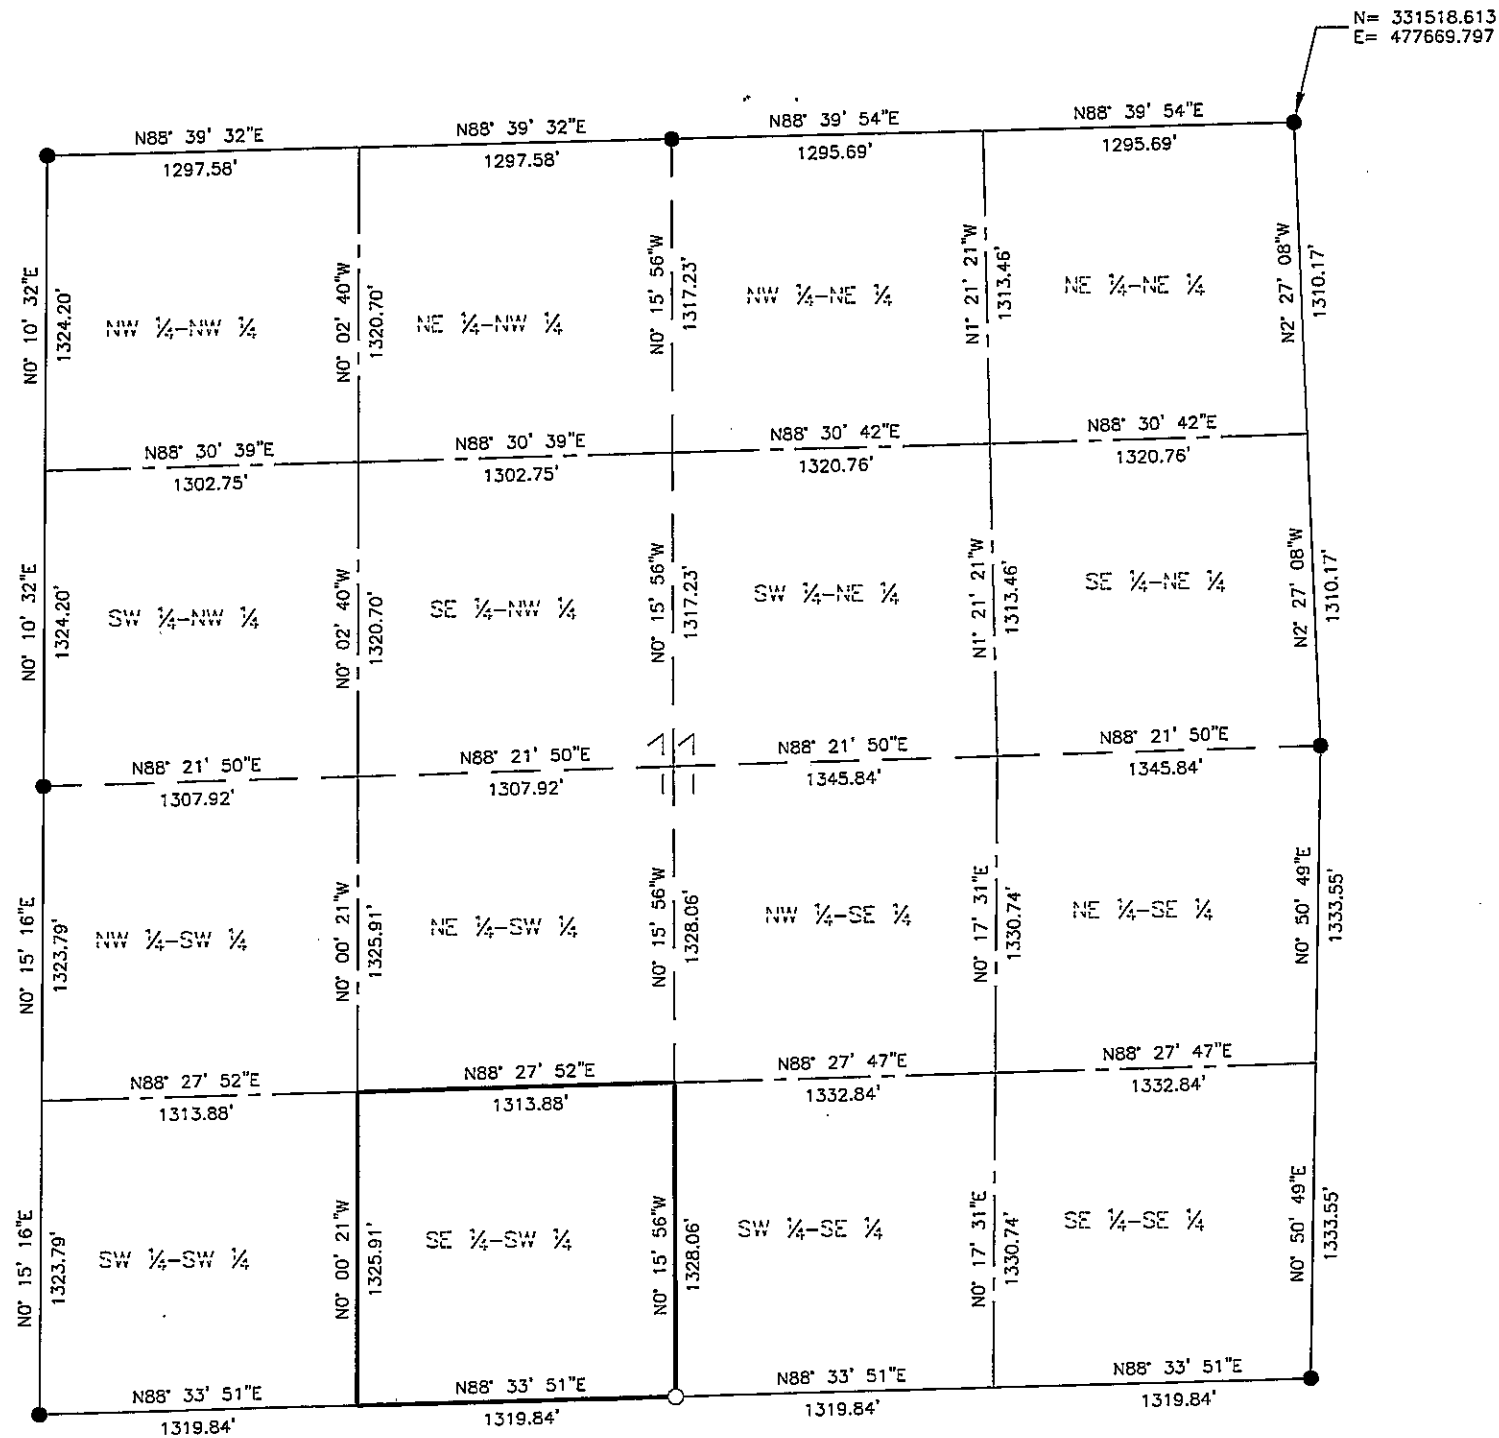 N= 331518.613
E= 477669.797
N88° 39' 32"E
1297.58'
N88° 39' 32"E
1297.58'
N88° 39' 54"E
1295.69'
N88° 39' 54"E
1295.69'
N0° 10' 32"E
1324.20'
NW ¼-NW ¼
N0° 02' 40"W
1320.70'
NE ¼-NW ¼
N0° 15' 56"W
1317.23'
NW ¼-NE ¼
N1° 21' 21"W
1313.46'
NE ¼-NE ¼
N2° 27' 08"W
1310.17'
N88° 30' 39"E
1302.75'
N88° 30' 39"E
1302.75'
N88° 30' 42"E
1320.76'
N88° 30' 42"E
1320.76'
N0° 10' 32"E
1324.20'
SW ¼-NW ¼
N0° 02' 40"W
1320.70'
SE ¼-NW ¼
N0° 15' 56"W
1317.23'
SW ¼-NE ¼
N1° 21' 21"W
1313.46'
SE ¼-NE ¼
N2° 27' 08"W
1310.17'
N88° 21' 50"E
1307.92'
N88° 21' 50"E
1307.92'
11
N88° 21' 50"E
1345.84'
N88° 21' 50"E
1345.84'
N0° 15' 16"E
1323.79'
NW ¼-SW ¼
N0° 00' 21"W
1325.91'
NE ¼-SW ¼
N0° 15' 56"W
1328.06'
NW ¼-SE ¼
N0° 17' 31"E
1330.74'
NE ¼-SE ¼
N0° 50' 49"E
1333.55'
N88° 27' 52"E
1313.88'
N88° 27' 52"E
1313.88'
N88° 27' 47"E
1332.84'
N88° 27' 47"E
1332.84'
N0° 15' 16"E
1323.79'
SW ¼-SW ¼
N0° 00' 21"W
1325.91'
SE ¼-SW ¼
N0° 15' 56"W
1328.06'
SW ¼-SE ¼
N0° 17' 31"E
1330.74'
SE ¼-SE ¼
N0° 50' 49"E
1333.55'
N88° 33' 51"E
1319.84'
N88° 33' 51"E
1319.84'
N88° 33' 51"E
1319.84'
N88° 33' 51"E
1319.84'